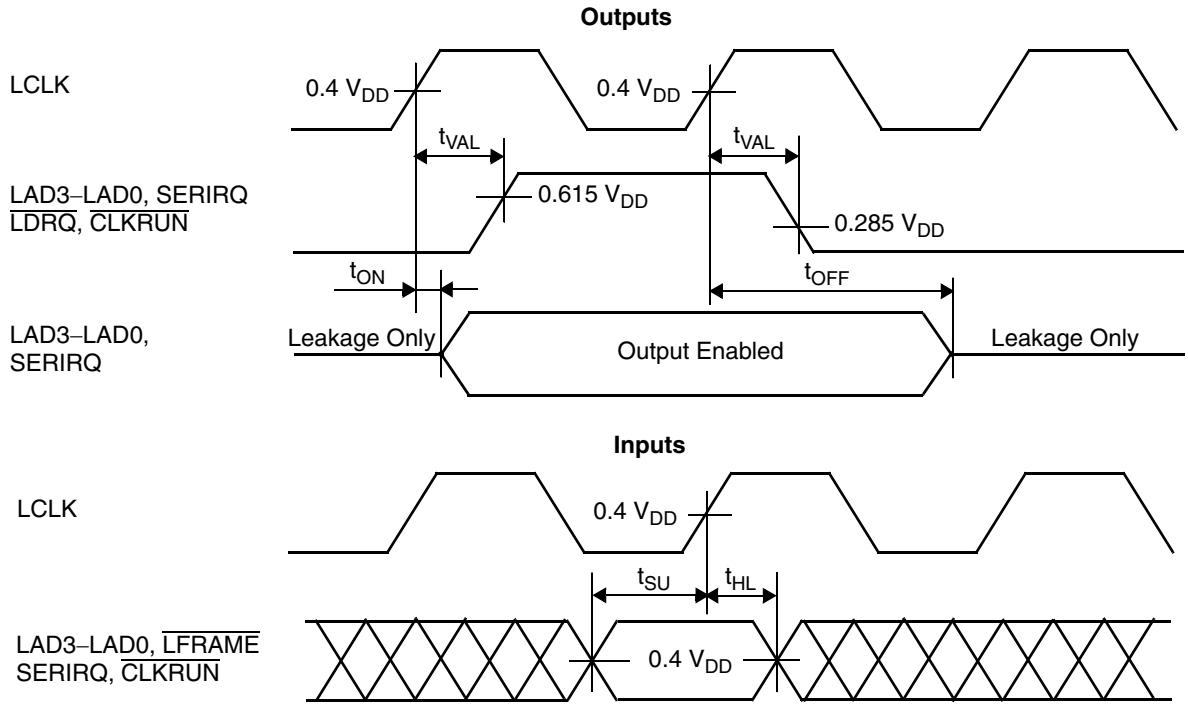 Outputs
LCLK
0.4 VDD
0.4 VDD
tVAL
tVAL
LAD3–LAD0, SERIRQ
LDRQ, CLKRUN
0.615 VDD
0.285 VDD
tON
tOFF
LAD3–LAD0,
SERIRQ
Leakage Only
Output Enabled
Leakage Only
Inputs
LCLK
0.4 VDD
tSU
tHL
LAD3–LAD0, LFRAME
SERIRQ, CLKRUN
0.4 VDD